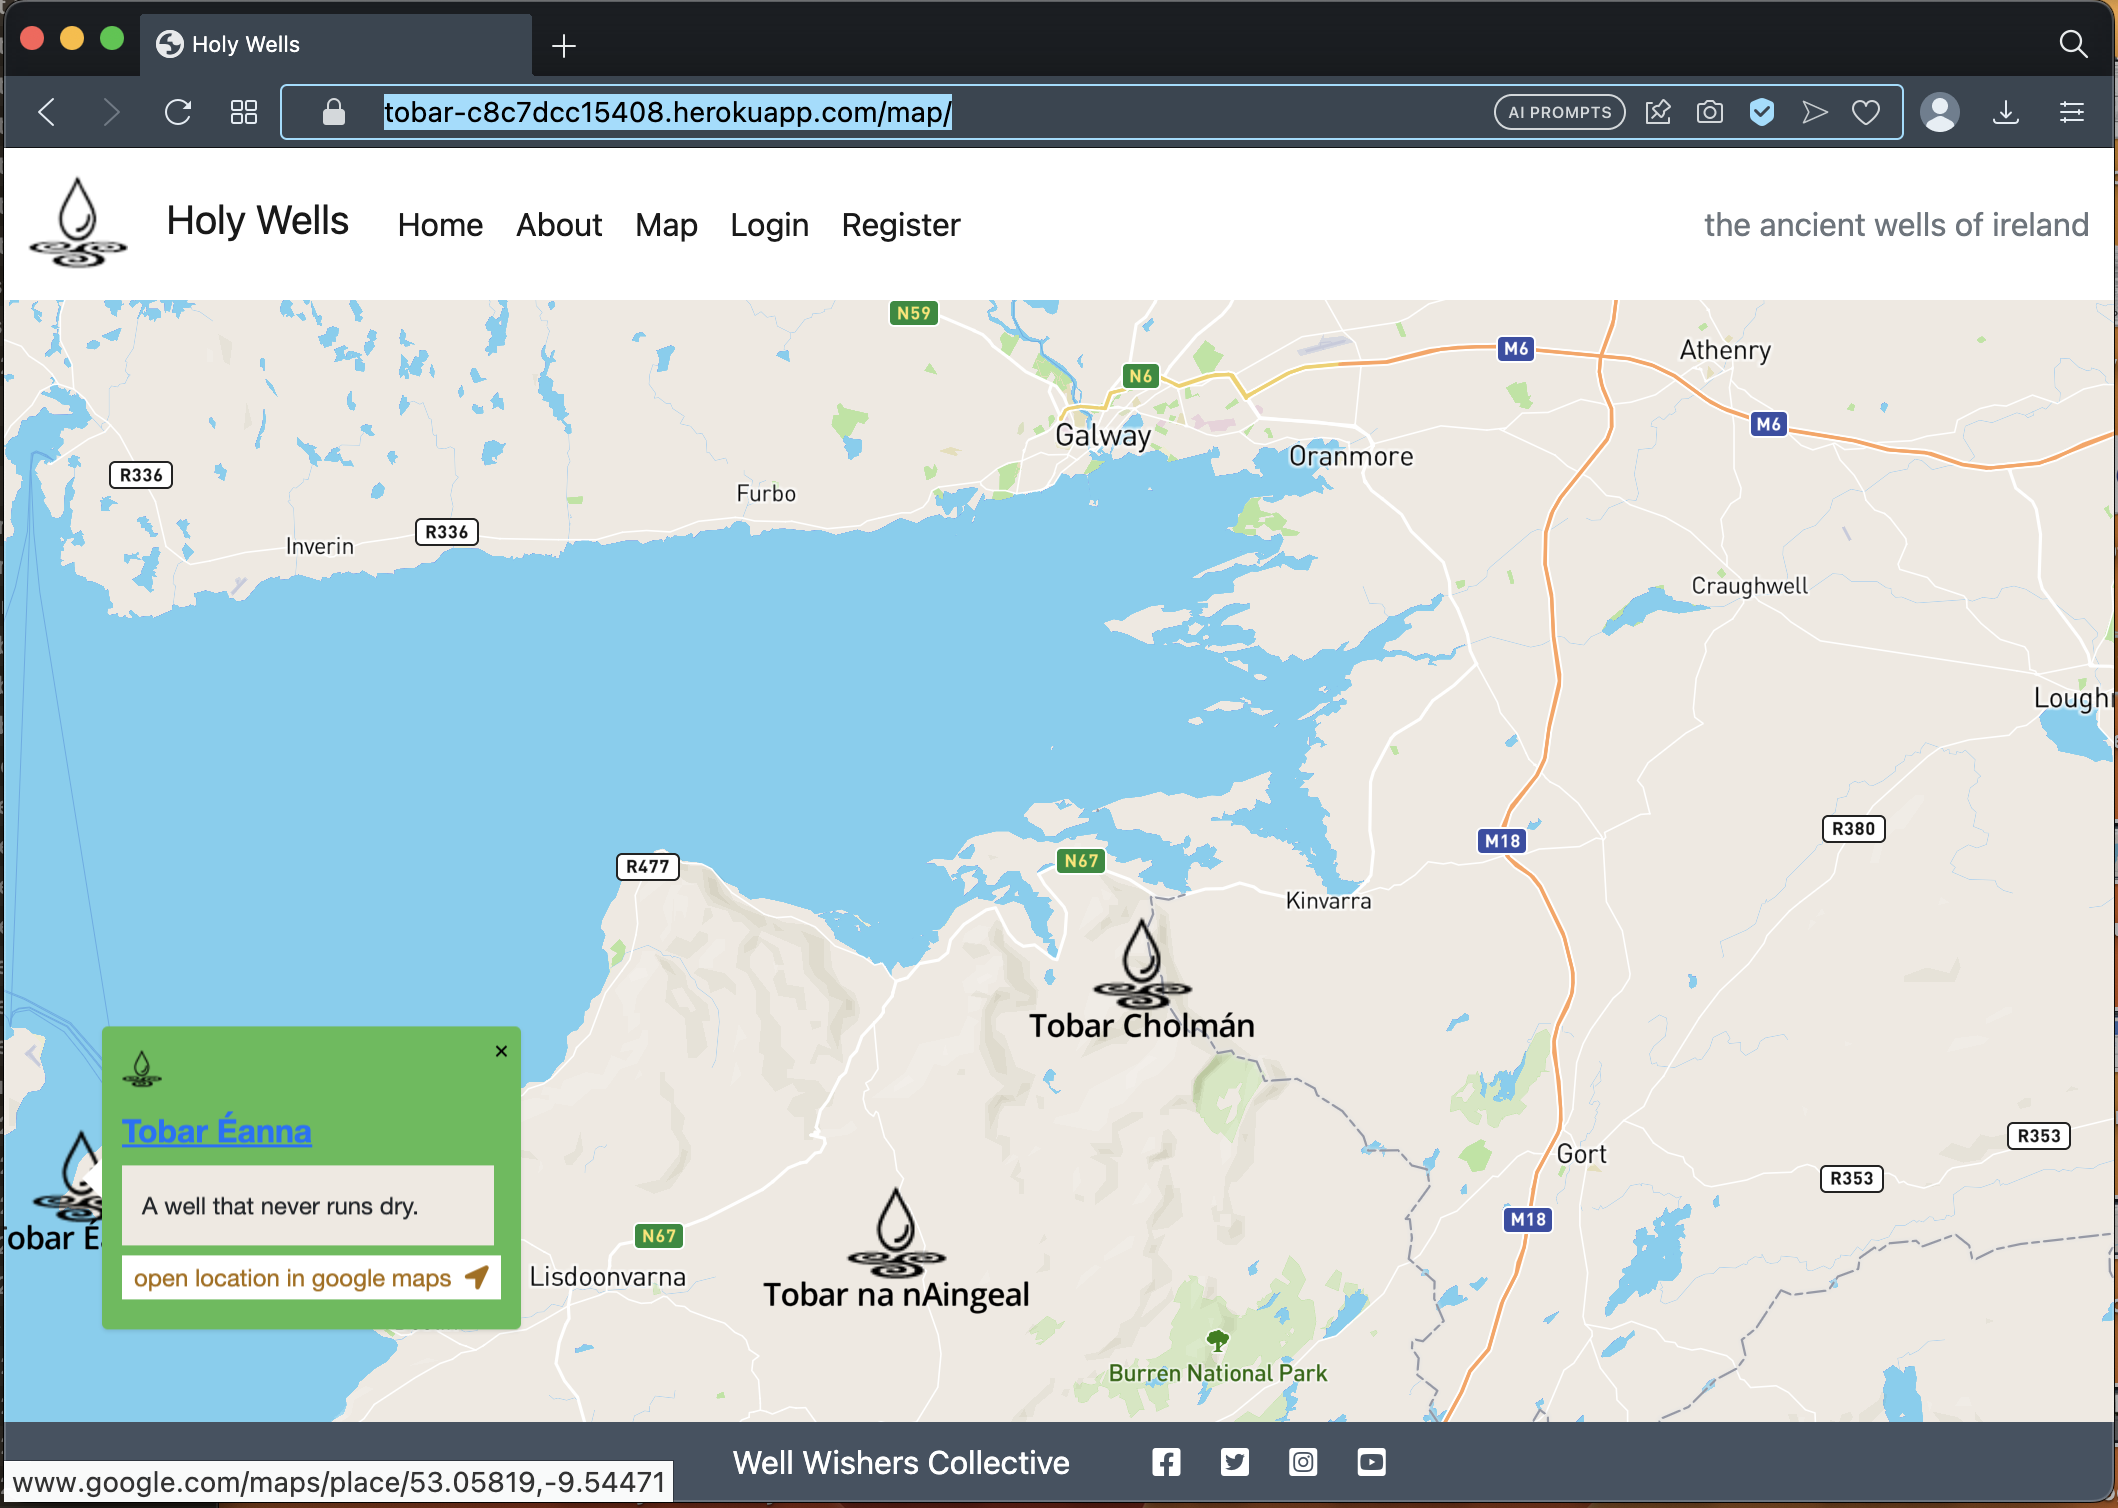 Holy Wells
tobar-c8c7dcc15408.herokuapp.com/map/
AI PROMPTS
Holy Wells
Home
About
Map
Login
Register
the ancient wells of ireland
N59
M6
Athenry
N6
M6
Galway
Oranmore
R336
Furbo
R336
Inverin
Craughwell
Lough
R380
M18
N67
R477
Kinvarra
Tobar Cholmán
Tobar Éanna
A well that never runs dry.
open location in google maps
obar É
R353
Gort
R353
M18
N67
Lisdoonvarna
Tobar na nAingeal
Burren National Park
Well Wishers Collective
www.google.com/maps/place/53.05819,-9.54471